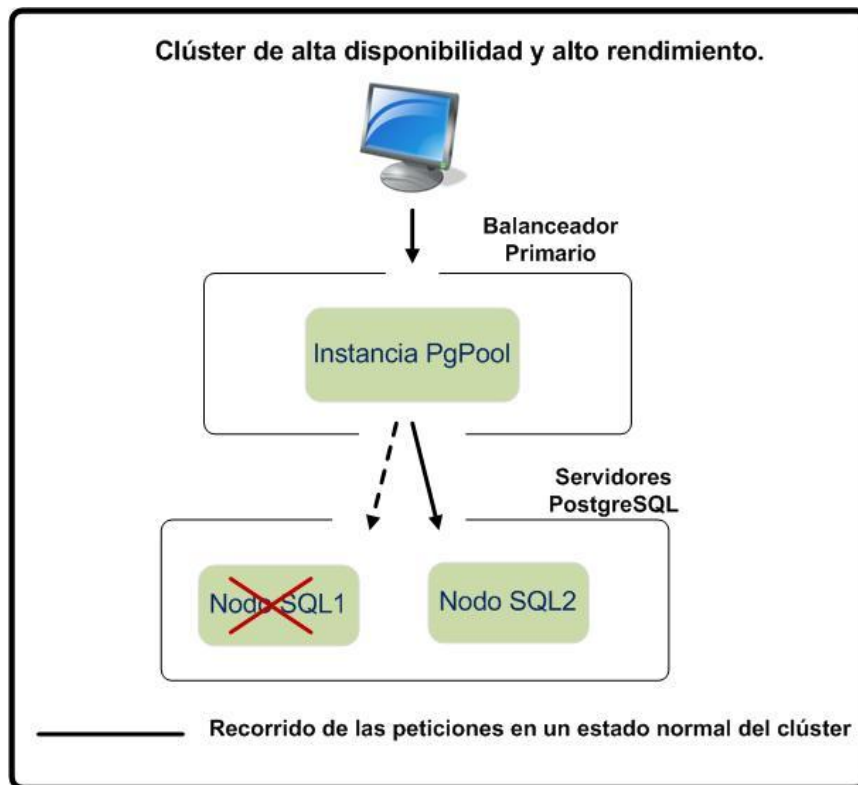 Clúster de alta disponibilidad y alto rendimiento.
Balanceador
Primario
Instancia PgPool
Servidores
PostgreSQL
Nodo SQL1
Nodo SQL2
Recorrido de las peticiones en un estado normal del clúster